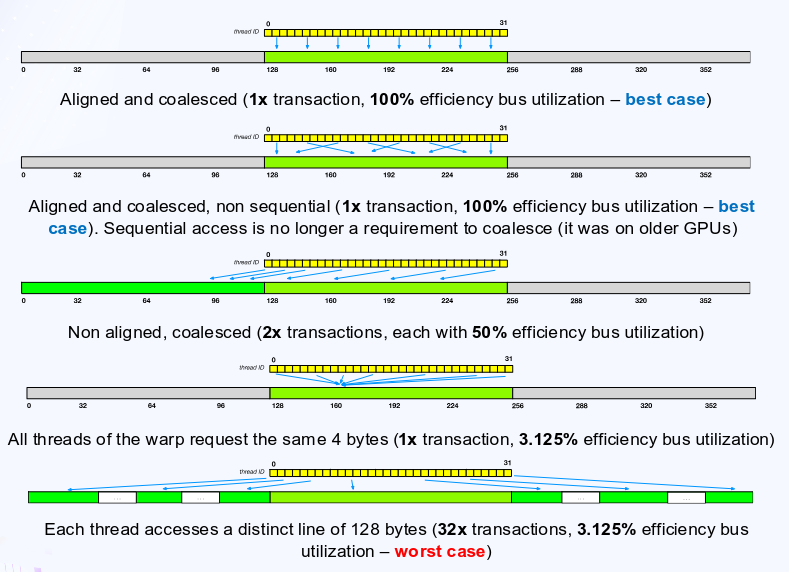 0 31
thread ID
0 32 64 96 128 160 192 224 256 288 320 352
Aligned and coalesced (1x transaction, 100% efficiency bus utilization – best case)
0 31
thread ID
0 32 64 96 128 160 192 224 256 288 320 352
Aligned and coalesced, non sequential (1x transaction, 100% efficiency bus utilization – best
case). Sequential access is no longer a requirement to coalesce (it was on older GPUs)
0 31
thread ID
0 32 64 96 128 160 192 224 256 288 320 352
Non aligned, coalesced (2x transactions, each with 50% efficiency bus utilization)
0 31
thread ID
0 32 64 96 128 160 192 224 256 288 320 352
All threads of the warp request the same 4 bytes (1x transaction, 3.125% efficiency bus utilization)
0 31
thread ID
... ... ... ...
Each thread accesses a distinct line of 128 bytes (32x transactions, 3.125% efficiency bus
utilization – worst case)